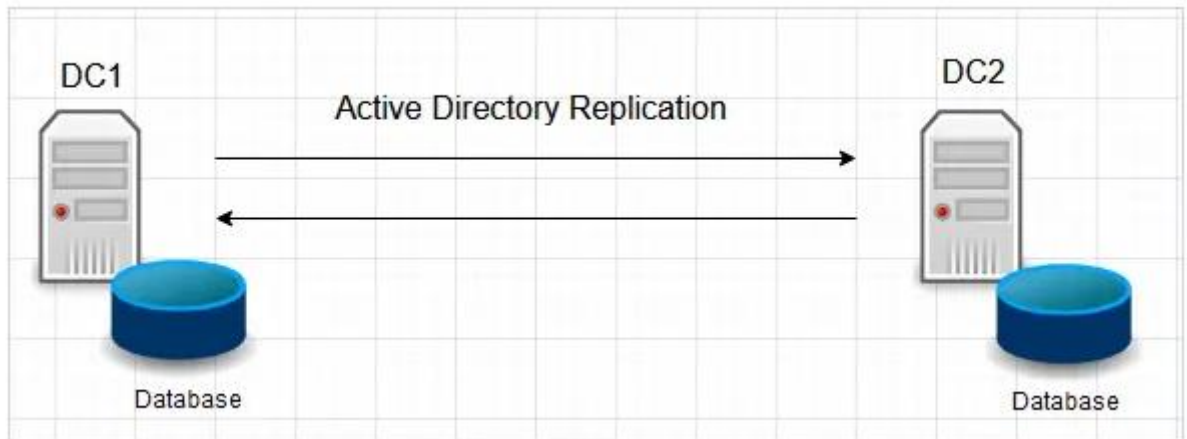 DC1
DC2
Active Directory Replication
Database
Database